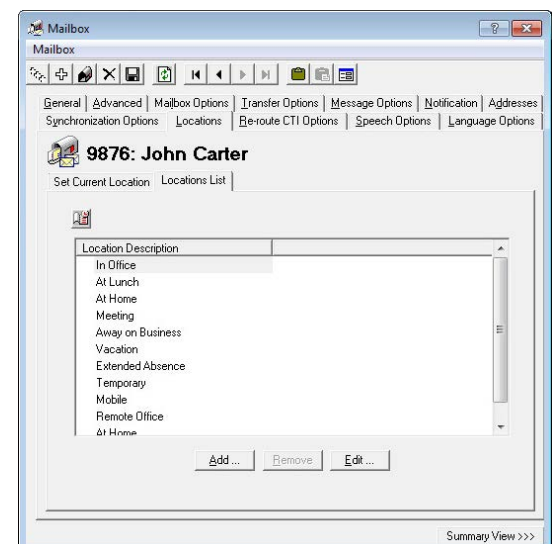 Mailbox
Mailbox
General Advanced Mailbox Options Transfer Options Message Options Notification Addresses
Synchronization Options Locations Re-route CTI Options Speech Options Language Options
9876: John Carter
Set Current Location Locations List
Location Description
In Office
At Lunch
At Home
Meeting
Away on Business
Vacation
Extended Absence
Temporary
Mobile
Remote Office
At Home
Add ... Remove Edit ...
Summary View >>>